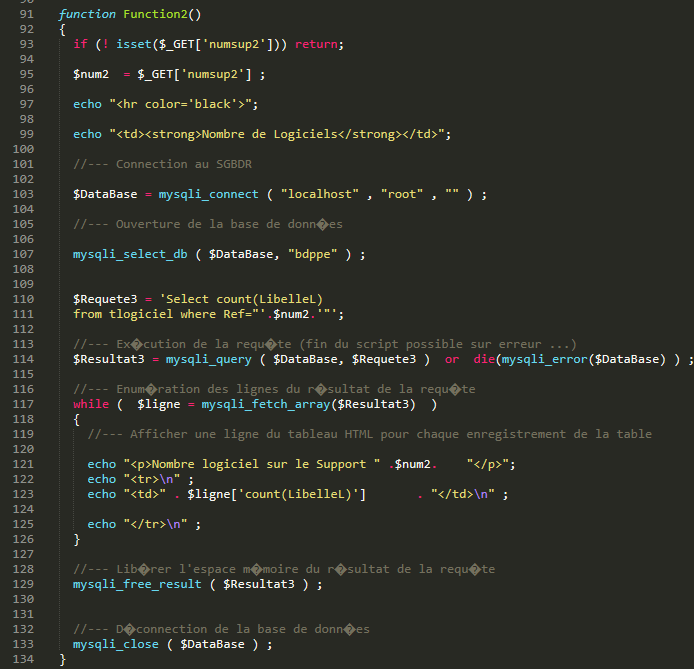 91 function Function2()
92 {
93 if (! isset($_GET['numsup2'])) return;
94
95 $num2  = $_GET['numsup2'] ;
96
97 echo "<hr color='black'>";
98
99 echo "<td><strong>Nombre de Logiciels</strong></td>";
100
101 //--- Connection au SGBDR
102
103 $DataBase = mysqli_connect ( "localhost" , "root" , "" ) ;
104
105 //--- Ouverture de la base de donn�es
106
107 mysqli_select_db ( $DataBase, "bdppe" ) ;
108
109
110 $Requete3 = 'Select count(LibelleL)
111 from tlogiciel where Ref="'.$num2.'"';
112
113 //--- Ex�cution de la requ�te (fin du script possible sur erreur ...)
114 $Resultat3 = mysqli_query ( $DataBase, $Requete3 )  or  die(mysqli_error($DataBase) ) ;
115
116 //--- Enum�ration des lignes du r�sultat de la requ�te
117 while (  $ligne = mysqli_fetch_array($Resultat3)  )
118 {
119 //--- Afficher une ligne du tableau HTML pour chaque enregistrement de la table
120
121 echo "<p>Nombre logiciel sur le Support " .$num2.    "</p>";
122 echo "<tr>\n" ;
123 echo "<td>" . $ligne['count(LibelleL)']       . "</td>\n" ;
124
125 echo "</tr>\n" ;
126 }
127
128 //--- Lib�rer l'espace m�moire du r�sultat de la requ�te
129 mysqli_free_result ( $Resultat3 ) ;
130
131
132 //--- D�connection de la base de donn�es
133 mysqli_close ( $DataBase ) ;
134 }